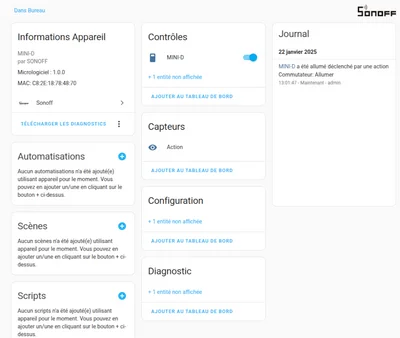 Dans Bureau
SONOFF
Informations Appareil
MINI-D
par SONOFF
Micrologiciel : 1.0.0
MAC: C8:2E:18:78:48:70
Sonoff
TÉLÉCHARGER LES DIAGNOSTICS
Automatisations
Aucun automatisations n'a été ajouté(e)
utilisant appareil pour le moment. Vous
pouvez en ajouter un/une en cliquant sur le
bouton + ci-dessus.
Scènes
Aucun scènes n'a été ajouté(e) utilisant
appareil pour le moment. Vous pouvez en
ajouter un/une en cliquant sur le bouton + ci-
dessus.
Scripts
Aucun scripts n'a été ajouté(e) utilisant
appareil pour le moment. Vous pouvez en
ajouter un/une en cliquant sur le bouton + ci-
dessus.
Contrôles
MINI-D
+ 1 entité non affichée
AJOUTER AU TABLEAU DE BORD
Capteurs
Action
AJOUTER AU TABLEAU DE BORD
Configuration
+ 1 entité non affichée
AJOUTER AU TABLEAU DE BORD
Diagnostic
+ 1 entité non affichée
AJOUTER AU TABLEAU DE BORD
Journal
22 janvier 2025
MINI-D a été allumé déclenché par une action
Commutateur: Allumer
15:01:47 - Maintenant - admin